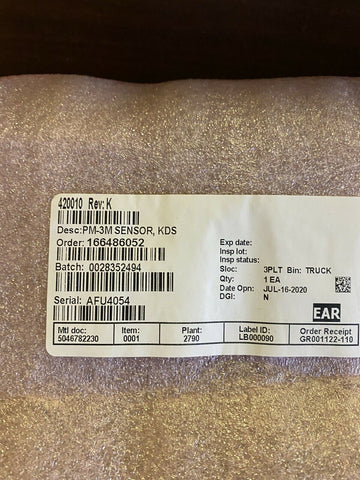 420010 Rev: K
Desc:PM-3M SENSOR, KDS
Order: 166486052
Batch: 0028352494
Serial: AFU4054
Exp date:
Insp lot:
Insp status:
Sloc: 3PLT Bin: TRUCK
Qty: 1 EA
Date Opn: JUL-16-2020
DGI: N
EAR
Mtl doc: Item: Plant: Label ID: Order Receipt
5046782230 0001 2790 LB000090 GR001122-110